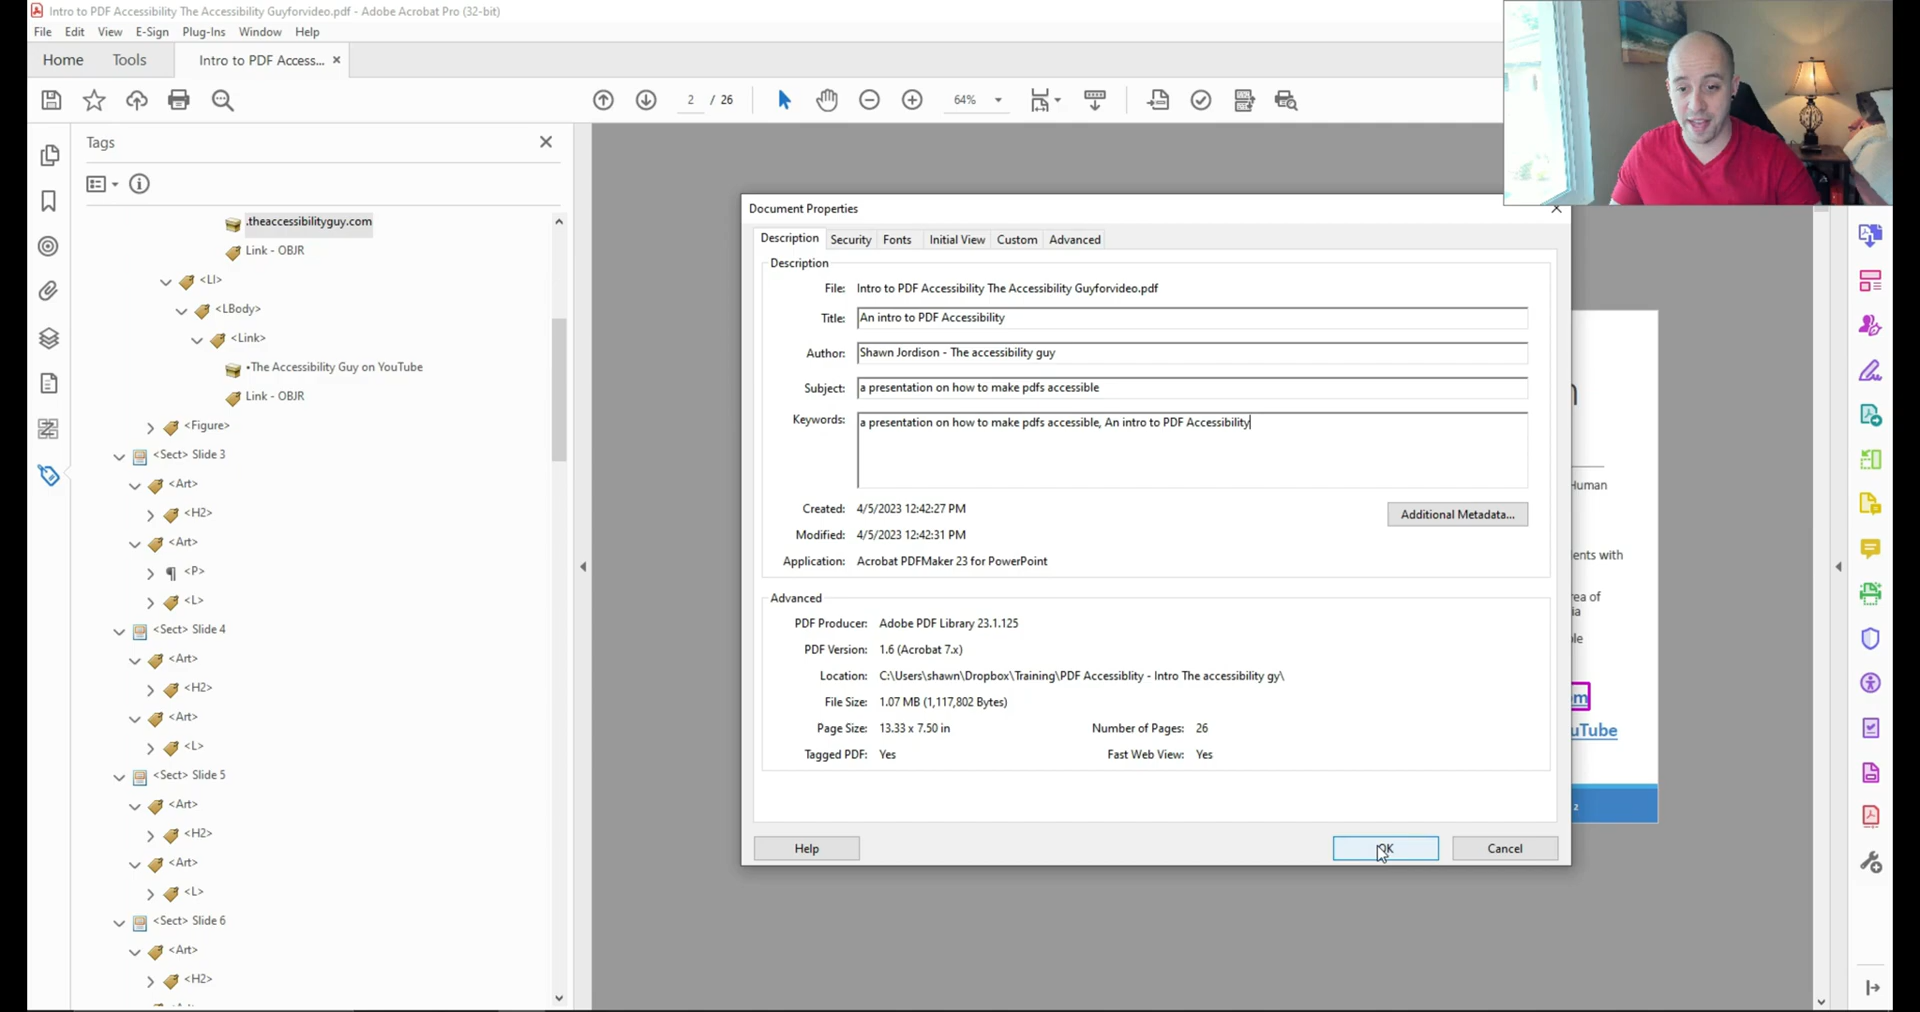 Intro to PDF Accessibility The Accessibility Guyforvideo.pdf - Adobe Acrobat Pro (32-bit)
File Edit View E-Sign Plug-Ins Window Help
Home Tools Intro to PDF Access... ×
2 / 26 64%
Tags
.theaccessibilityguy.com
Link - OBJR
<LI>
<LBody>
<Link>
•The Accessibility Guy on YouTube
Link - OBJR
<Figure>
<Sect> Slide 3
<Art>
<H2>
<Art>
<P>
<L>
<Sect> Slide 4
<Art>
<H2>
<Art>
<L>
<Sect> Slide 5
<Art>
<H2>
<Art>
<L>
<Sect> Slide 6
<Art>
<H2>
Document Properties
Description Security Fonts Initial View Custom Advanced
Description
File: Intro to PDF Accessibility The Accessibility Guyforvideo.pdf
Title: An intro to PDF Accessibility
Author: Shawn Jordison - The accessibility guy
Subject: a presentation on how to make pdfs accessible
Keywords: a presentation on how to make pdfs accessible, An intro to PDF Accessibility
Created: 4/5/2023 12:42:27 PM
Additional Metadata...
Modified: 4/5/2023 12:42:31 PM
Application: Acrobat PDFMaker 23 for PowerPoint
Advanced
PDF Producer: Adobe PDF Library 23.1.125
PDF Version: 1.6 (Acrobat 7.x)
Location: C:\Users\shawn\Dropbox\Training\PDF Accessiblity - Intro The accessibility gy\
File Size: 1.07 MB (1,117,802 Bytes)
Page Size: 13.33 x 7.50 in Number of Pages: 26
Tagged PDF: Yes Fast Web View: Yes
Help OK Cancel
Human
ents with
rea of
ia
ble
om
uTube
2